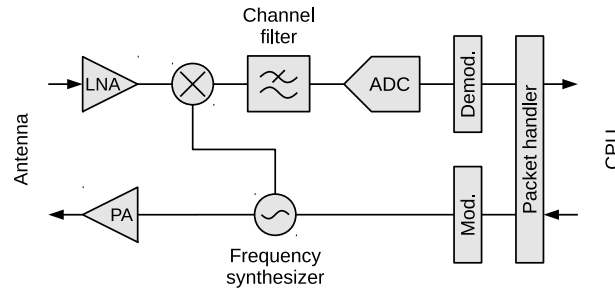 Channel
filter
LNA
ADC
Demod.
Packet handler
CPU
Antenna
PA
Mod.
Frequency
synthesizer